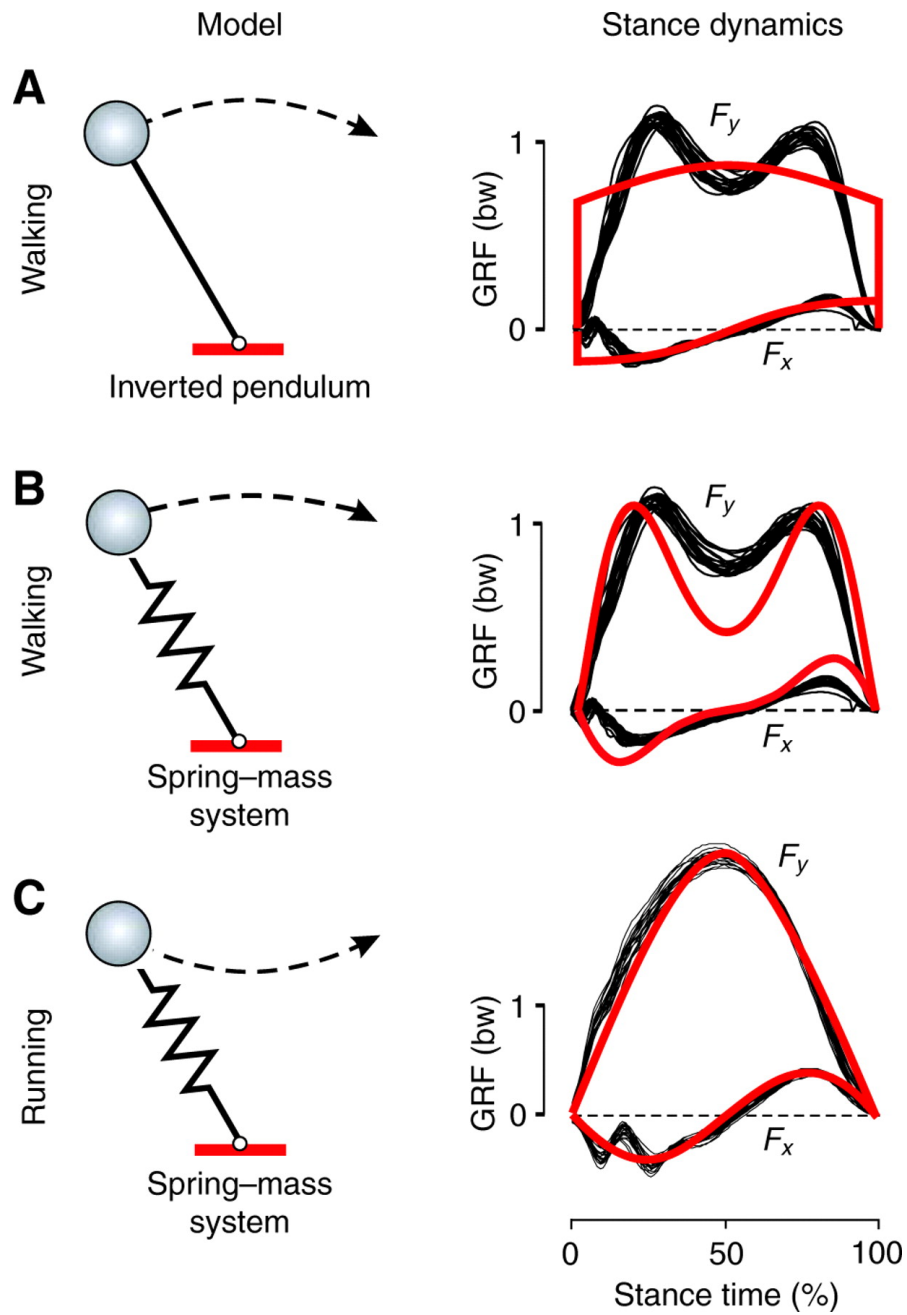 Model
Stance dynamics
A
Walking
Inverted pendulum
GRF (bw)
1
0
Fy
Fx
B
Walking
Spring–mass
system
GRF (bw)
1
0
Fy
Fx
C
Running
Spring–mass
system
GRF (bw)
1
0
Fy
Fx
0 50 100
Stance time (%)